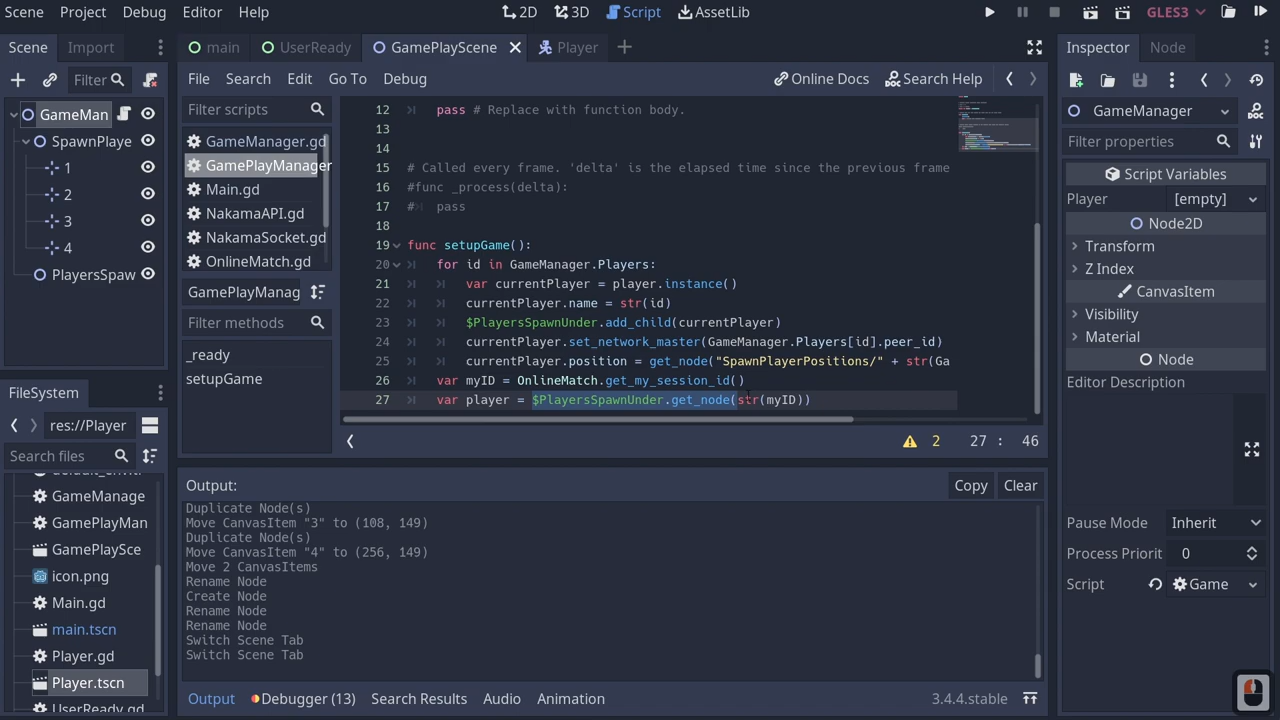 Scene Project Debug Editor Help
2D 3D Script AssetLib
GLES3
Scene Import
main UserReady GamePlayScene Player
Inspector Node
Filter
File Search Edit Go To Debug
Online Docs Search Help
GameMan
SpawnPlaye
1
2
3
4
PlayersSpaw
Filter scripts
GameManager.gd
GamePlayManager
Main.gd
NakamaAPI.gd
NakamaSocket.gd
OnlineMatch.gd
GamePlayManag
Filter methods
_ready
setupGame
12 pass # Replace with function body.
13
14
15 # Called every frame. 'delta' is the elapsed time since the previous frame
16 #func _process(delta):
17 # pass
18
19 func setupGame():
20 for id in GameManager.Players:
21 var currentPlayer = player.instance()
22 currentPlayer.name = str(id)
23 $PlayersSpawnUnder.add_child(currentPlayer)
24 currentPlayer.set_network_master(GameManager.Players[id].peer_id)
25 currentPlayer.position = get_node("SpawnPlayerPositions/" + str(Ga
26 var myID = OnlineMatch.get_my_session_id()
27 var player = $PlayersSpawnUnder.get_node(str(myID))
2 27 : 46
FileSystem
res://Player
Search files
GameManage
GamePlayMan
GamePlaySce
icon.png
Main.gd
main.tscn
Player.gd
Player.tscn
UserReady.gd
Output:
Copy Clear
Duplicate Node(s)
Move CanvasItem "3" to (108, 149)
Duplicate Node(s)
Move CanvasItem "4" to (256, 149)
Move 2 CanvasItems
Rename Node
Create Node
Rename Node
Rename Node
Switch Scene Tab
Switch Scene Tab
Output Debugger (13) Search Results Audio Animation
3.4.4.stable
GameManager
Filter properties
Script Variables
Player [empty]
Node2D
Transform
Z Index
CanvasItem
Visibility
Material
Node
Editor Description
Pause Mode Inherit
Process Priorit 0
Script Game